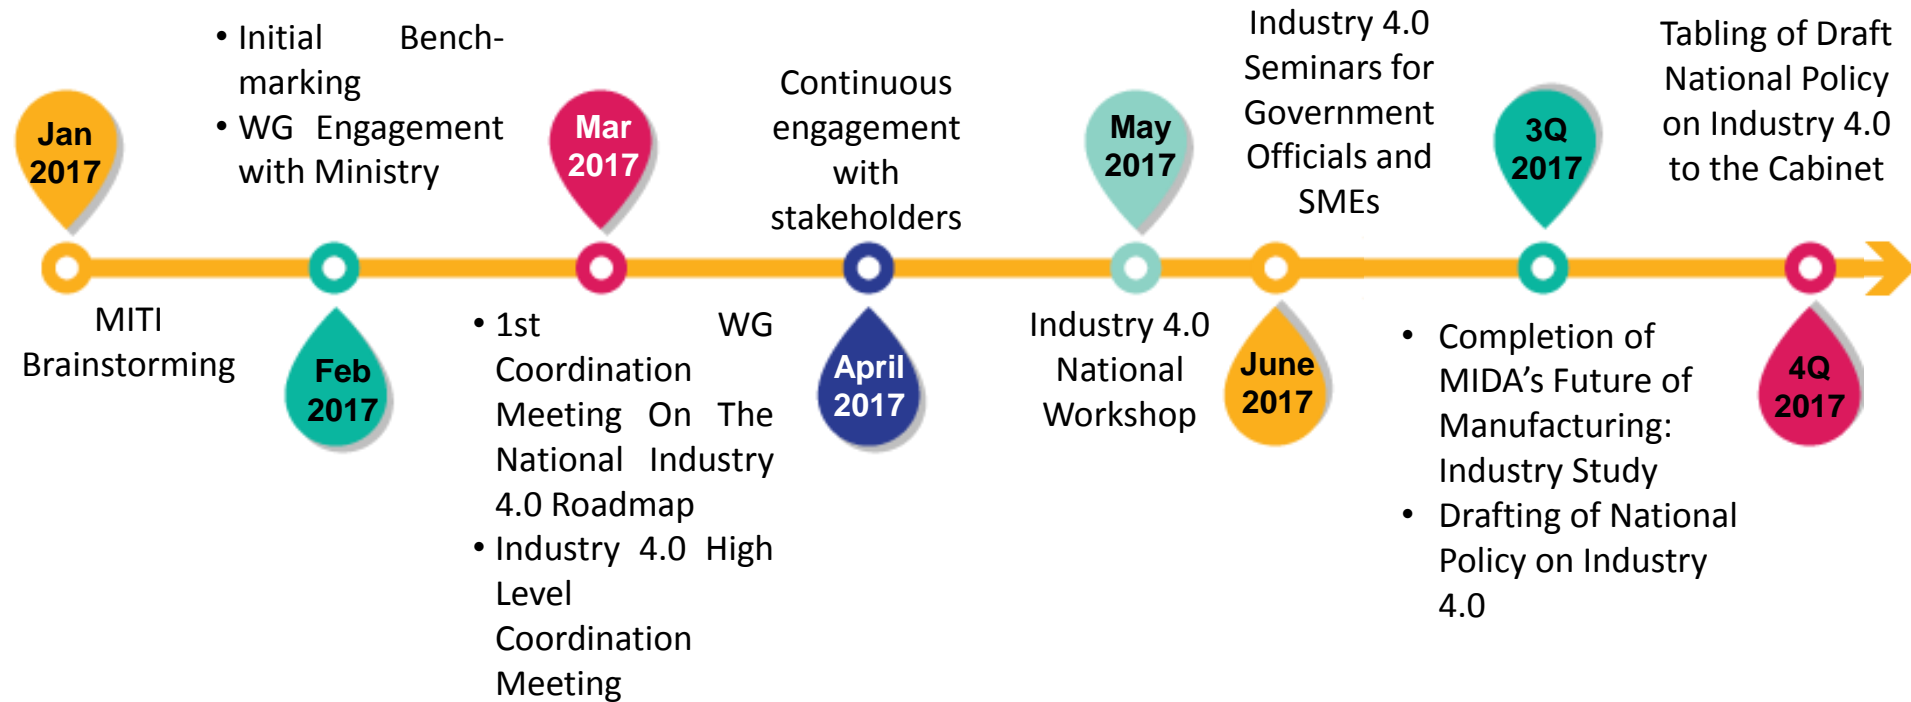 Jan
2017
MITI
Brainstorming
• Initial Bench-
marking
• WG Engagement
with Ministry
Feb
2017
Mar
2017
• 1st WG
Coordination
Meeting On The
National Industry
4.0 Roadmap
• Industry 4.0 High
Level
Coordination
Meeting
Continuous
engagement
with
stakeholders
April
2017
May
2017
Industry 4.0
National
Workshop
Industry 4.0
Seminars for
Government
Officials and
SMEs
June
2017
3Q
2017
• Completion of
MIDA’s Future of
Manufacturing:
Industry Study
• Drafting of National
Policy on Industry
4.0
Tabling of Draft
National Policy
on Industry 4.0
to the Cabinet
4Q
2017